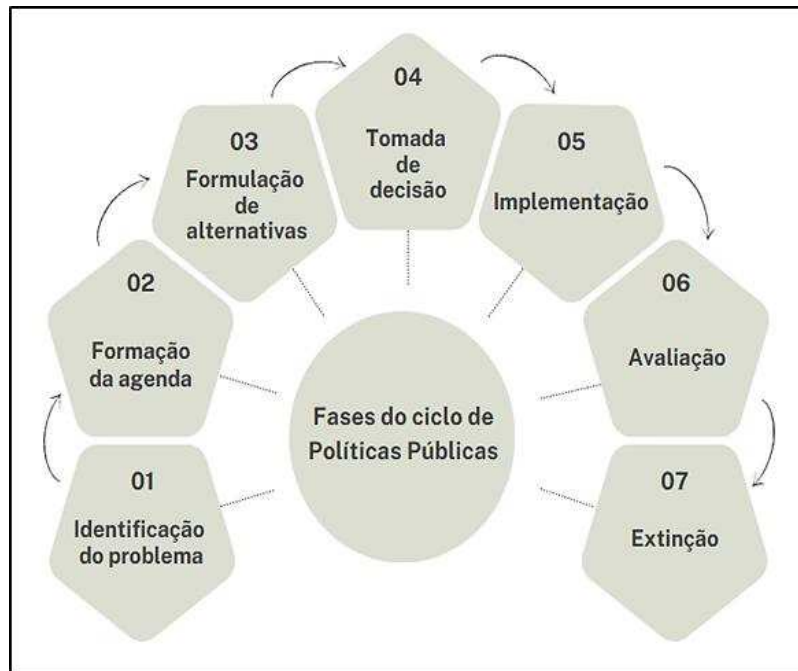 01
Identificação
do problema
02
Formação
da agenda
03
Formulação
de
alternativas
04
Tomada
de
decisão
05
Implementação
06
Avaliação
07
Extinção
Fases do ciclo de
Políticas Públicas